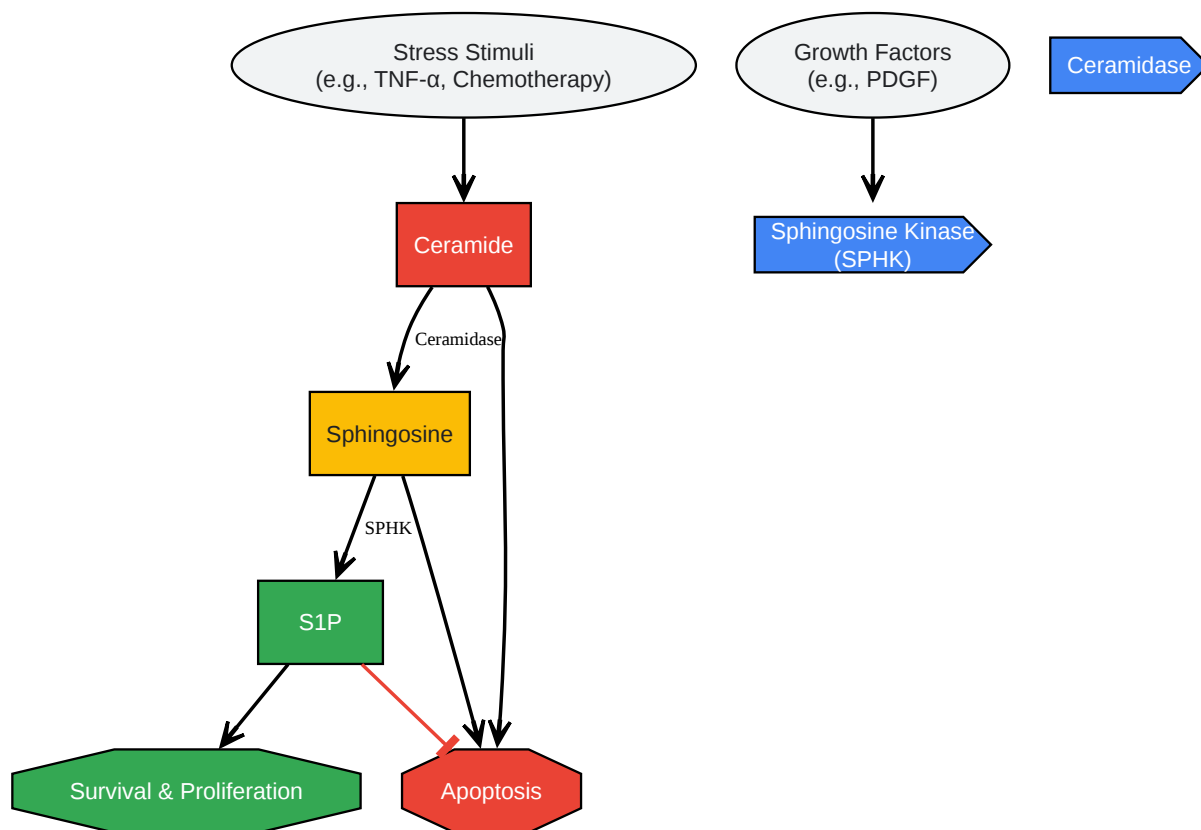 Stress Stimuli
(e.g., TNF-α, Chemotherapy)
Growth Factors
(e.g., PDGF)
Ceramidase
Ceramide
Sphingosine Kinase
(SPHK)
Ceramidase
Sphingosine
SPHK
S1P
Survival & Proliferation
Apoptosis